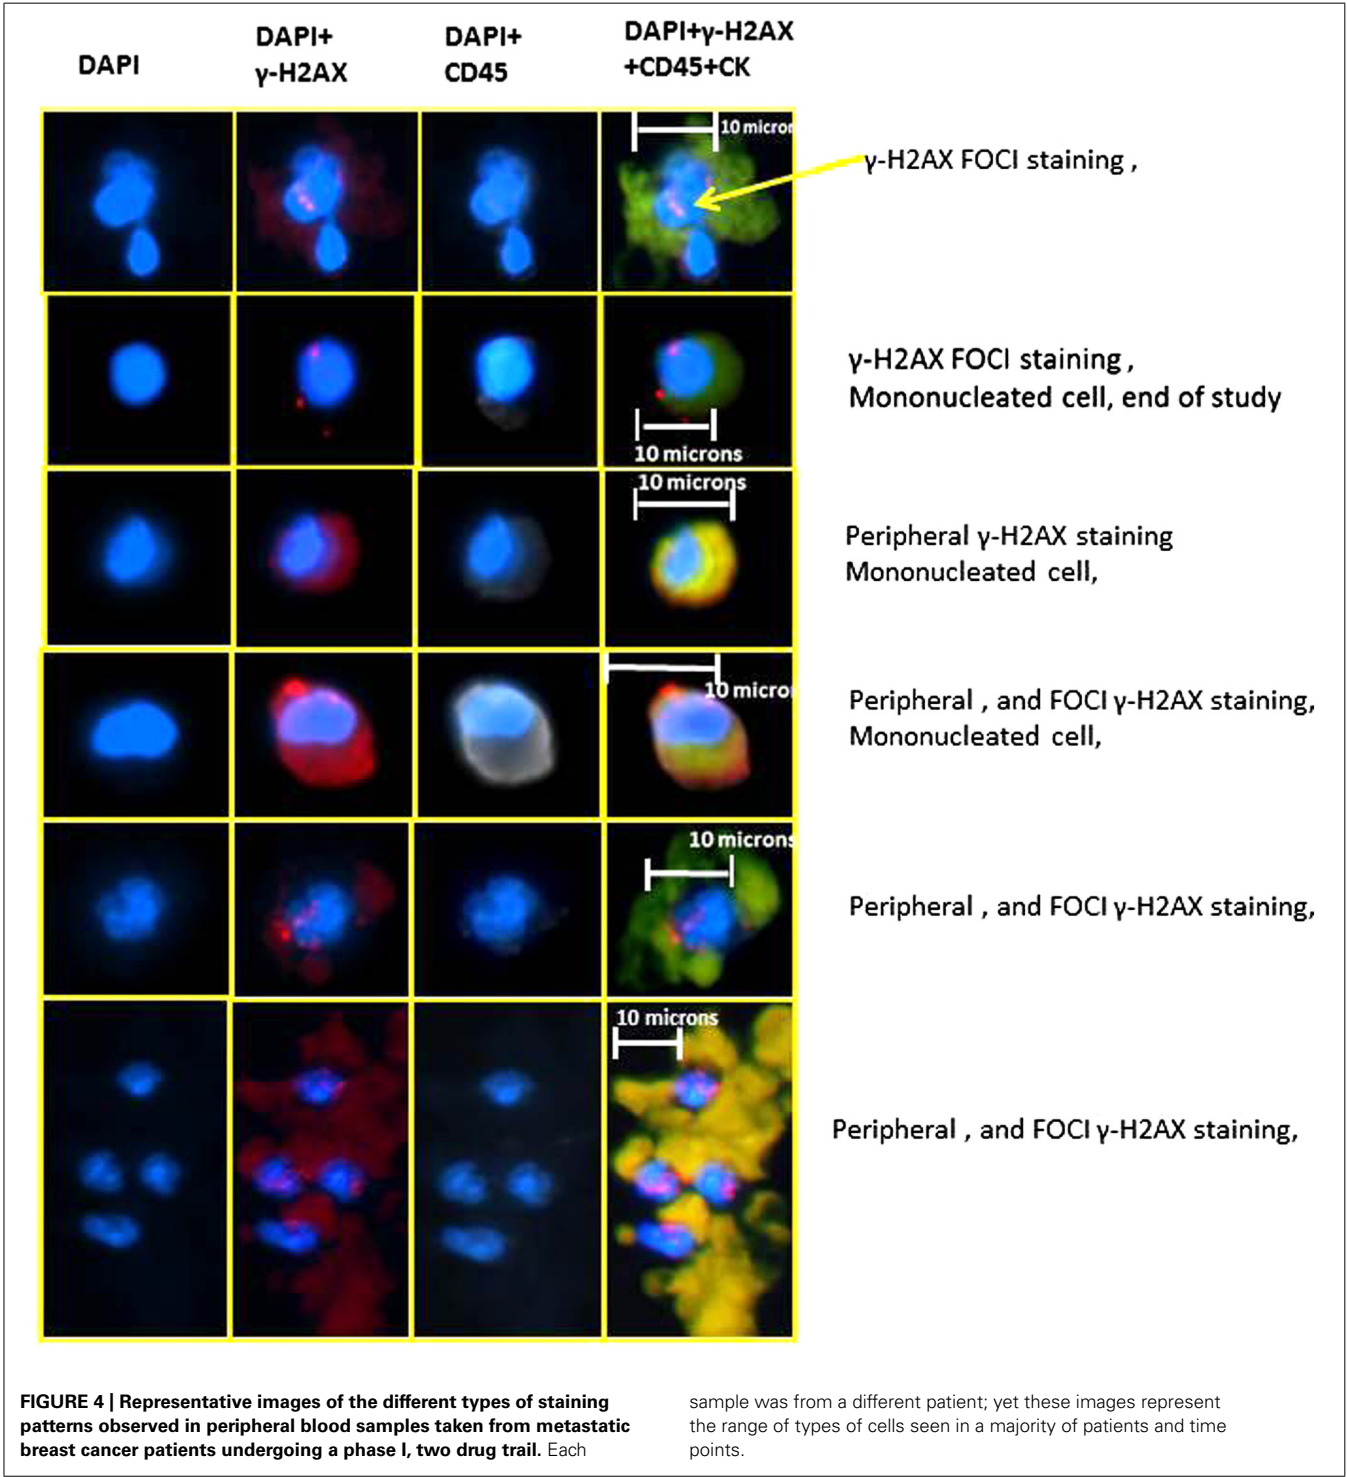 DAPI
DAPI+
γ-H2AX
DAPI+
CD45
DAPI+γ-H2AX
+CD45+CK
10 micron
γ-H2AX FOCI staining ,
γ-H2AX FOCI staining ,
Mononucleated cell, end of study
10 microns
10 microns
Peripheral γ-H2AX staining
Mononucleated cell,
10 micro
Peripheral , and FOCI γ-H2AX staining,
Mononucleated cell,
10 microns
Peripheral , and FOCI γ-H2AX staining,
10 microns
Peripheral , and FOCI γ-H2AX staining,
FIGURE 4 | Representative images of the different types of staining
patterns observed in peripheral blood samples taken from metastatic
breast cancer patients undergoing a phase I, two drug trail. Each
sample was from a different patient; yet these images represent
the range of types of cells seen in a majority of patients and time
points.